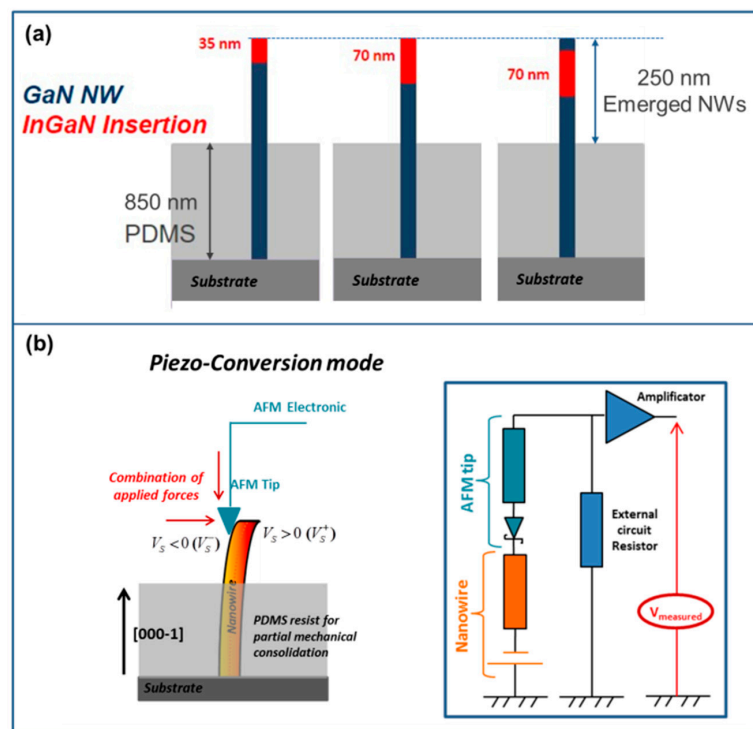 (a)
35 nm
70 nm
70 nm
250 nm
Emerged NWs
GaN NW
InGaN Insertion
850 nm
PDMS
Substrate
Substrate
Substrate
(b)
Piezo-Conversion mode
AFM Electronic
Combination of
applied forces
AFM Tip
V_S<0 (V_S^-)
V_S>0 (V_S^+)
Nanowire
[000-1]
PDMS resist for
partial mechanical
consolidation
Substrate
Amplificator
AFM tip
External
circuit
Resistor
Nanowire
V_measured